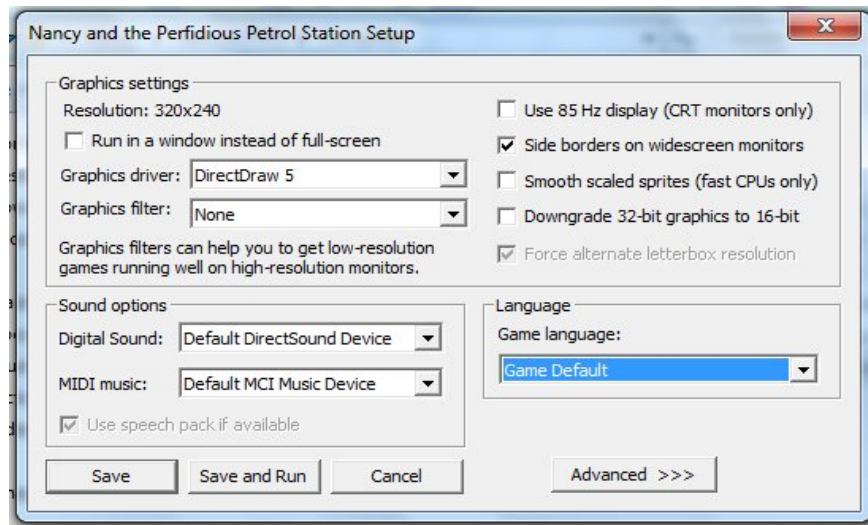 Nancy and the Perfidious Petrol Station Setup
Graphics settings
Resolution: 320x240
Run in a window instead of full-screen
Graphics driver: DirectDraw 5
Graphics filter: None
Graphics filters can help you to get low-resolution
games running well on high-resolution monitors.
Use 85 Hz display (CRT monitors only)
Side borders on widescreen monitors
Smooth scaled sprites (fast CPUs only)
Downgrade 32-bit graphics to 16-bit
Force alternate letterbox resolution
Sound options
Digital Sound: Default DirectSound Device
MIDI music: Default MCI Music Device
Use speech pack if available
Language
Game language:
Game Default
Save Save and Run Cancel Advanced >>>